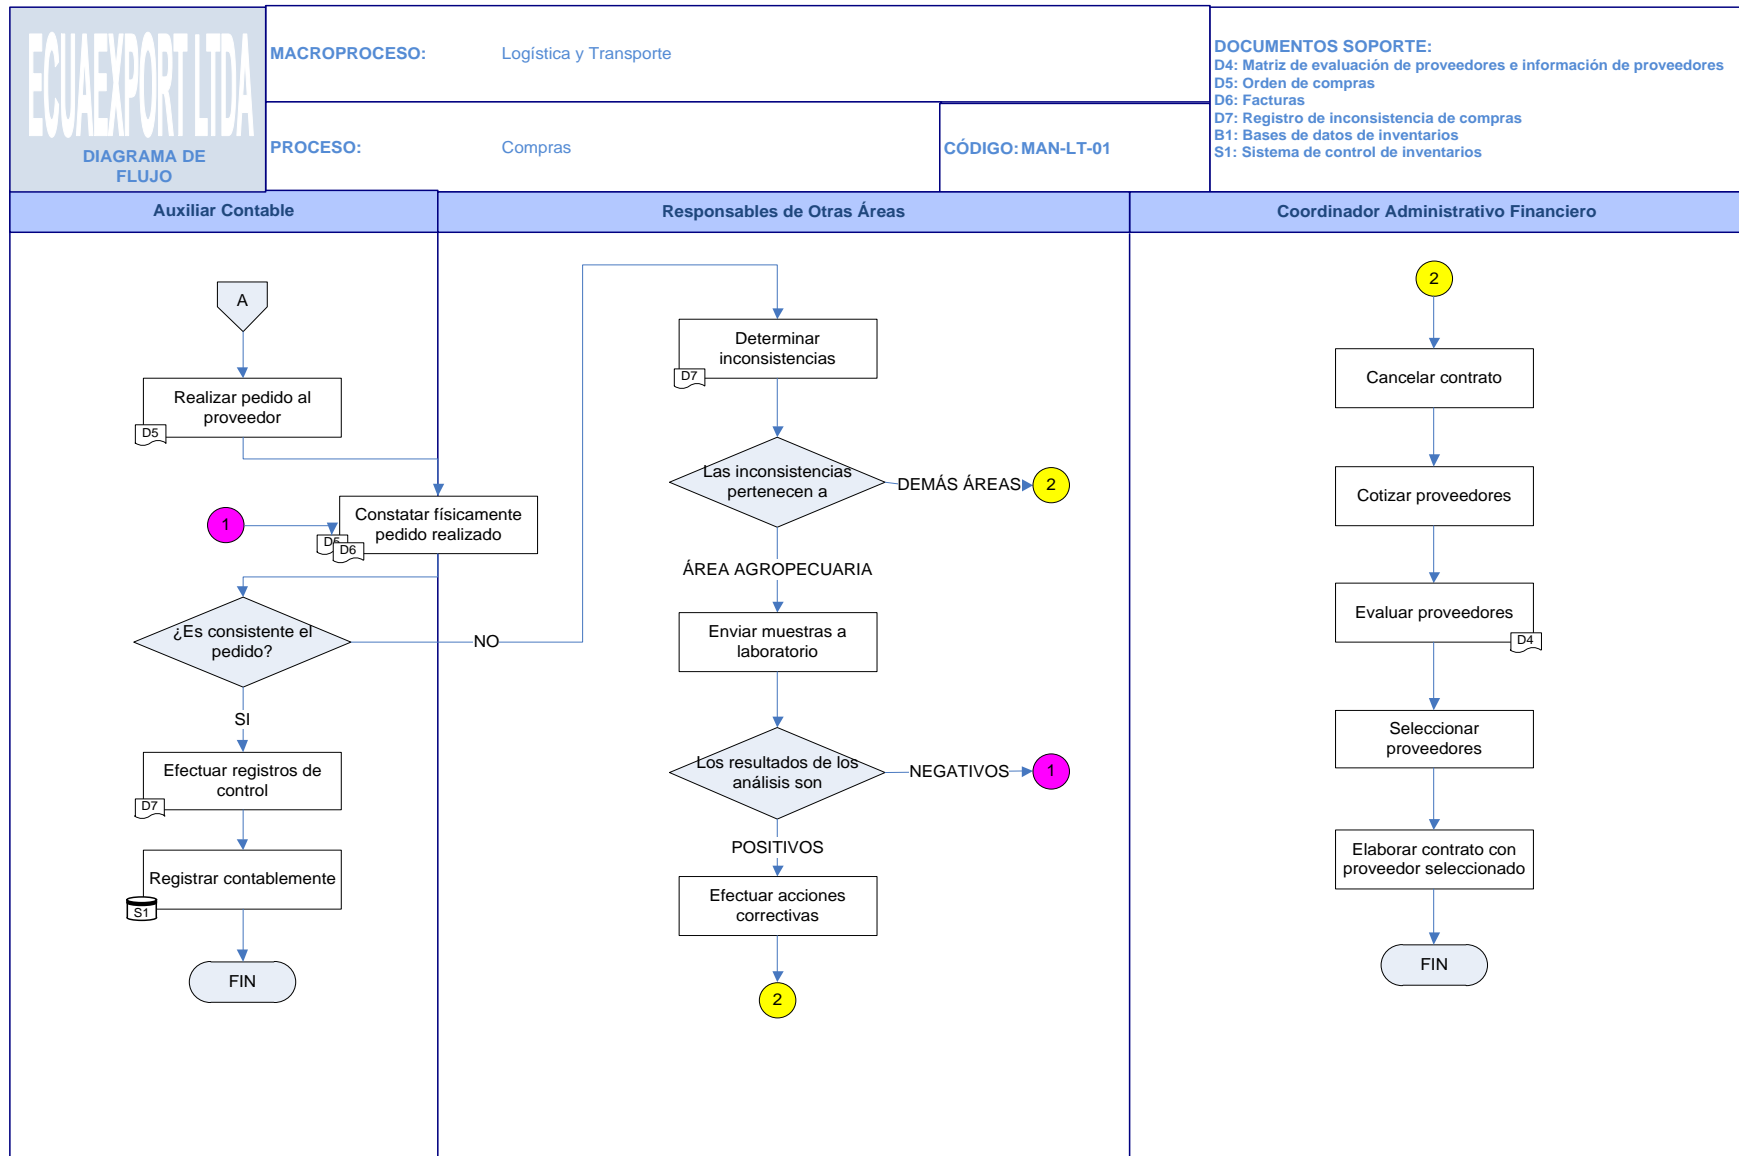 ECUAEXPORT LTDA
DIAGRAMA DE
FLUJO
MACROPROCESO:
Logística y Transporte
PROCESO:
Compras
CÓDIGO: MAN-LT-01
DOCUMENTOS SOPORTE:
D4: Matriz de evaluación de proveedores e información de proveedores
D5: Orden de compras
D6: Facturas
D7: Registro de inconsistencia de compras
B1: Bases de datos de inventarios
S1: Sistema de control de inventarios
Auxiliar Contable
Responsables de Otras Áreas
Coordinador Administrativo Financiero
A
Realizar pedido al
proveedor
D5
1
Constatar físicamente
pedido realizado
D5
D6
¿Es consistente el
pedido?
NO
SI
Efectuar registros de
control
D7
Registrar contablemente
S1
FIN
Determinar
inconsistencias
D7
Las inconsistencias
pertenecen a
DEMÁS ÁREAS
2
ÁREA AGROPECUARIA
Enviar muestras a
laboratorio
Los resultados de los
análisis son
NEGATIVOS
1
POSITIVOS
Efectuar acciones
correctivas
2
2
Cancelar contrato
Cotizar proveedores
Evaluar proveedores
D4
Seleccionar
proveedores
Elaborar contrato con
proveedor seleccionado
FIN